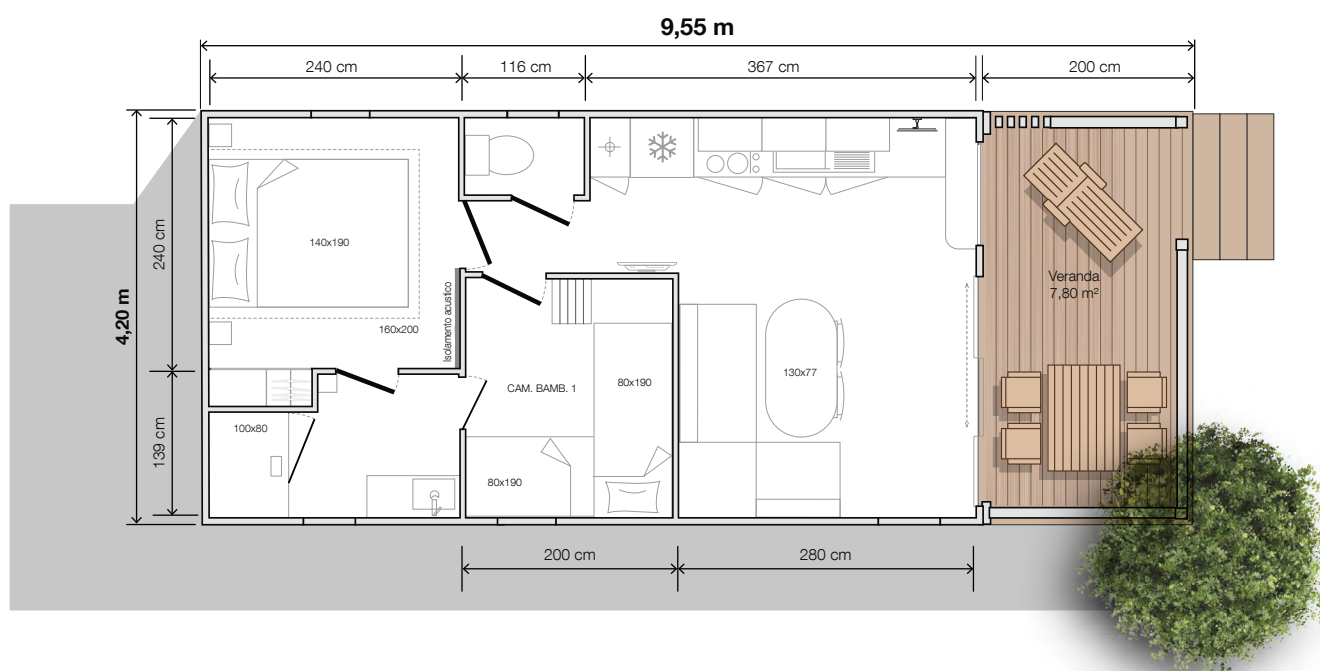 9,55 m
240 cm
116 cm
367 cm
200 cm
4,20 m
240 cm
139 cm
140x190
160x200
Isolamento acustico
100x80
CAM. BAMB. 1
80x190
80x190
130x77
Veranda
7,80 m²
200 cm
280 cm